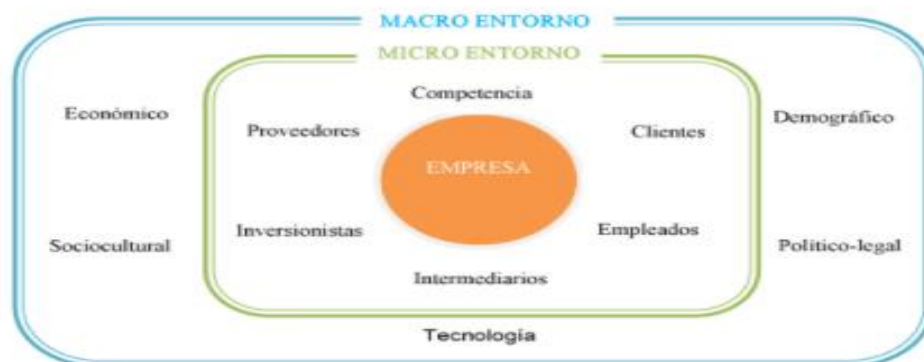 MACRO ENTORNO
MICRO ENTORNO
Competencia
Económico
Demográfico
Proveedores
Clientes
EMPRESA
Inversionistas
Empleados
Sociocultural
Político-legal
Intermediarios
Tecnología